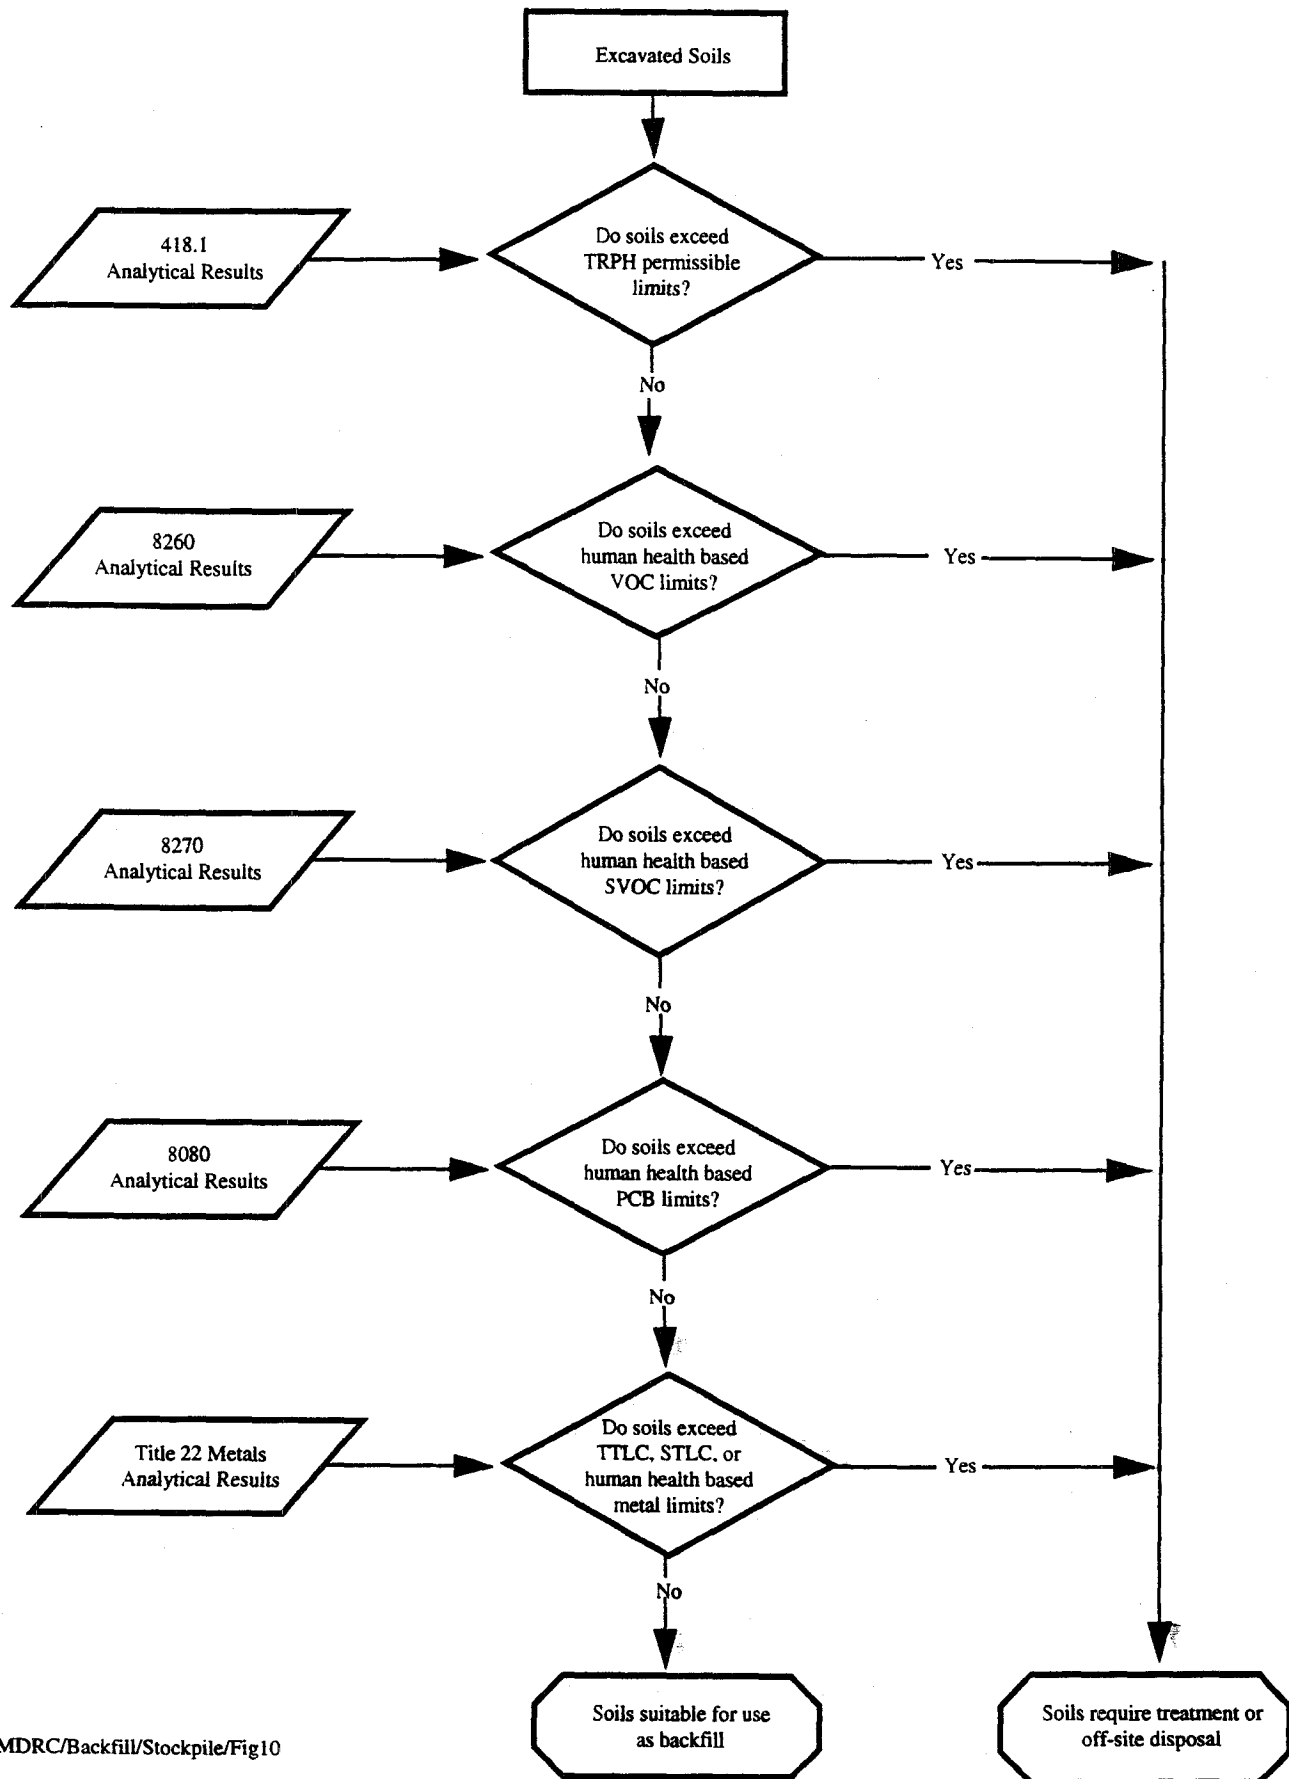 Excavated Soils
418.1
Analytical Results
Do soils exceed
TRPH permissible
limits?
Yes
No
8260
Analytical Results
Do soils exceed
human health based
VOC limits?
Yes
No
8270
Analytical Results
Do soils exceed
human health based
SVOC limits?
Yes
No
8080
Analytical Results
Do soils exceed
human health based
PCB limits?
Yes
No
Title 22 Metals
Analytical Results
Do soils exceed
TTLC, STLC, or
human health based
metal limits?
Yes
No
Soils suitable for use
as backfill
Soils require treatment or
off-site disposal
MDRC/Backfill/Stockpile/Fig10